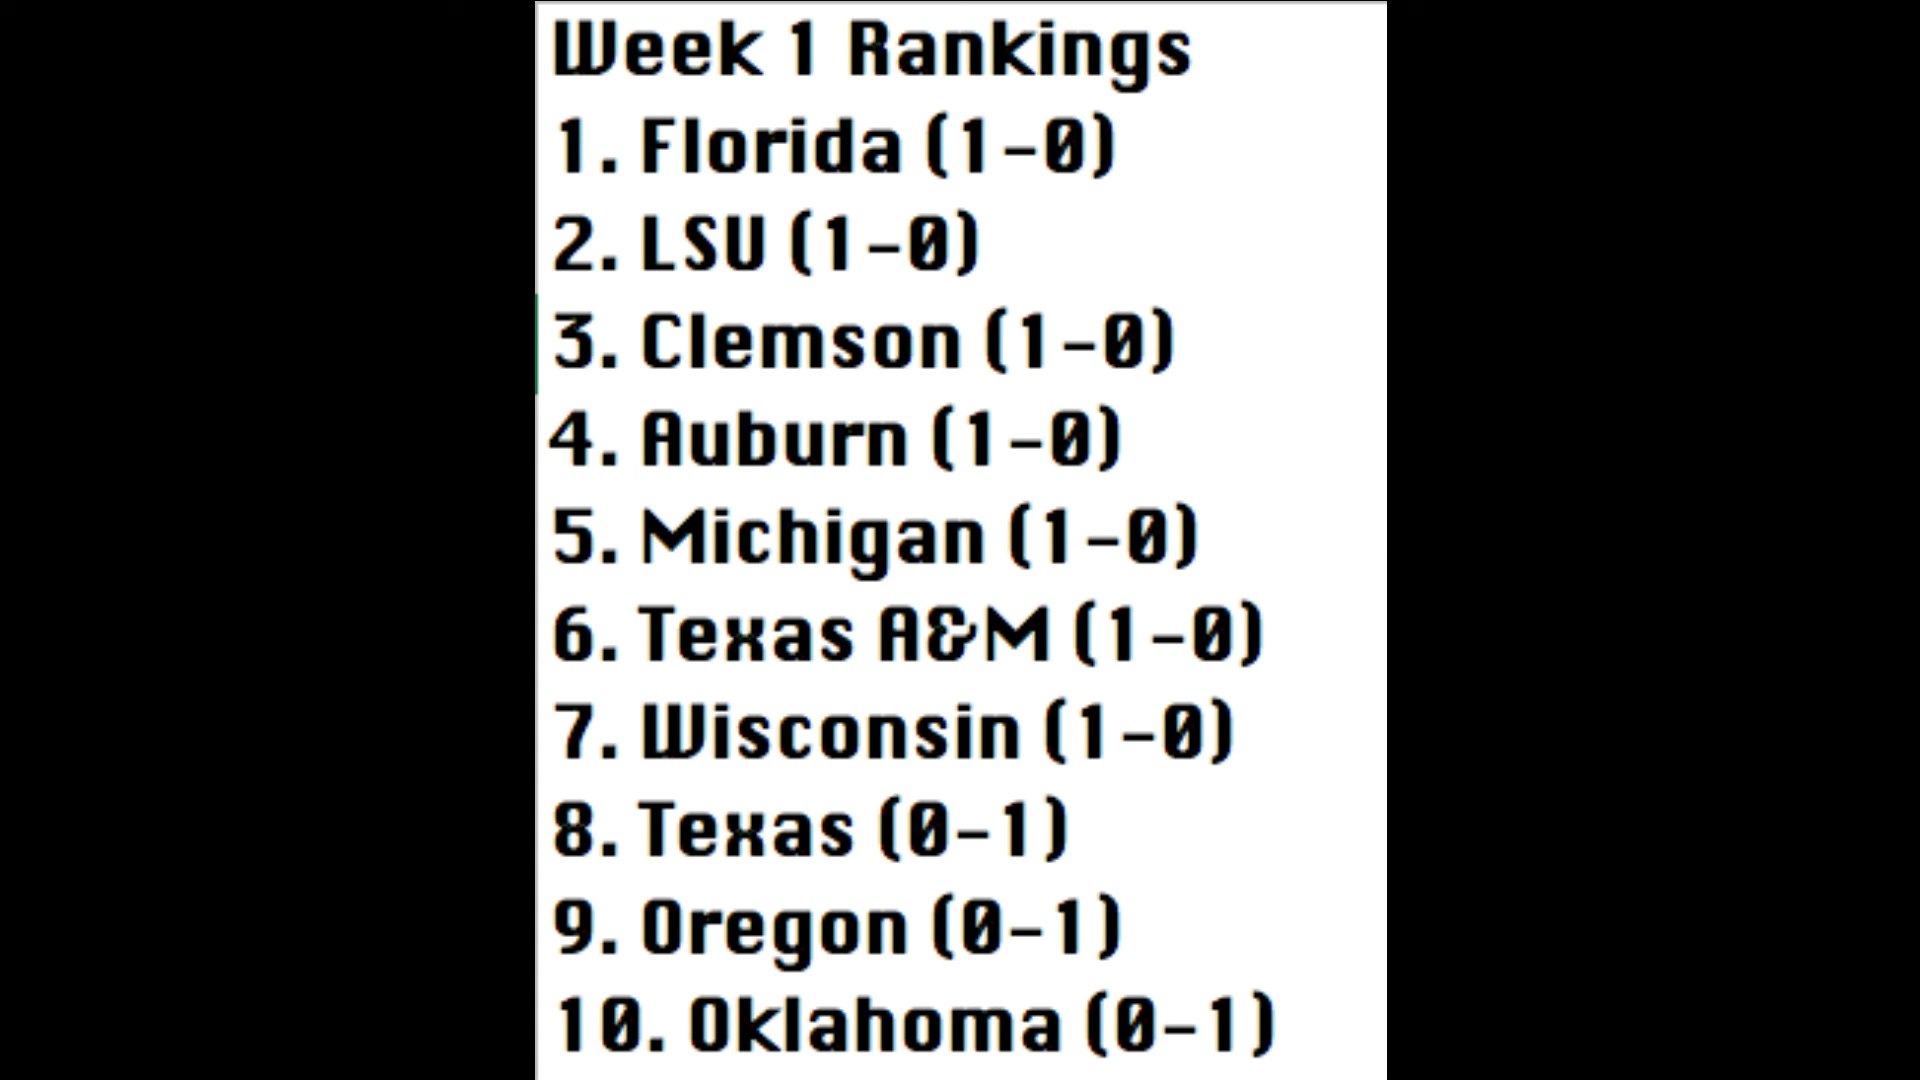 Week 1 Rankings
1. Florida (1-0)
2. LSU (1-0)
3. Clemson (1-0)
4. Auburn (1-0)
5. Michigan (1-0)
6. Texas A&M (1-0)
7. Wisconsin (1-0)
8. Texas (0-1)
9. Oregon (0-1)
10. Oklahoma (0-1)